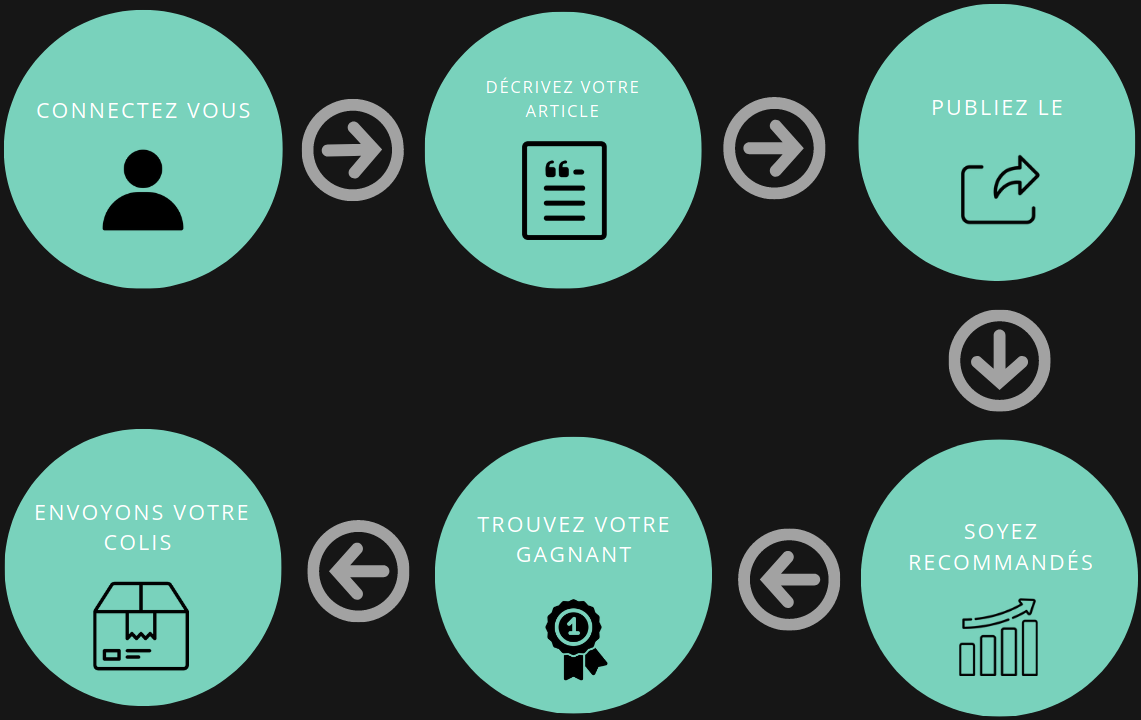 CONNECTEZ VOUS
DÉCRIVEZ VOTRE
ARTICLE
PUBLIEZ LE
SOYEZ
RECOMMANDÉS
TROUVEZ VOTRE
GAGNANT
1
ENVOYONS VOTRE
COLIS